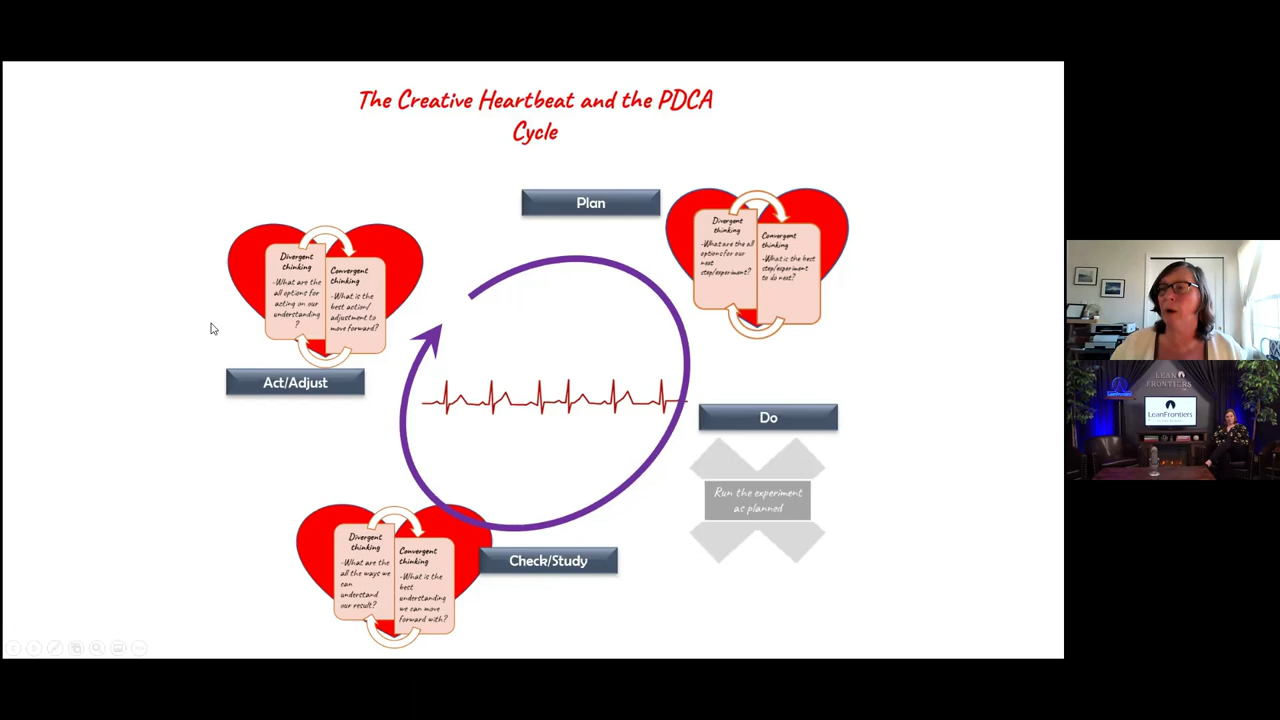 The Creative Heartbeat and the PDCA
Cycle
Plan
Divergent
thinking
-What are the all
options for our
next
step/experiment?
Convergent
thinking
-What is the best
step/experiment
to do next?
Do
Run the experiment
as planned
Check/Study
Divergent
thinking
-What are the
all the ways we
can
understand
our result?
Convergent
thinking
-What is the
best
understanding
we can move
forward with?
Act/Adjust
Divergent
thinking
-What are the
all options for
acting on our
understanding
?
Convergent
thinking
-What is the
best action/
adjustment to
move forward?
LEAN
FRONTIERS
LeanFrontiers